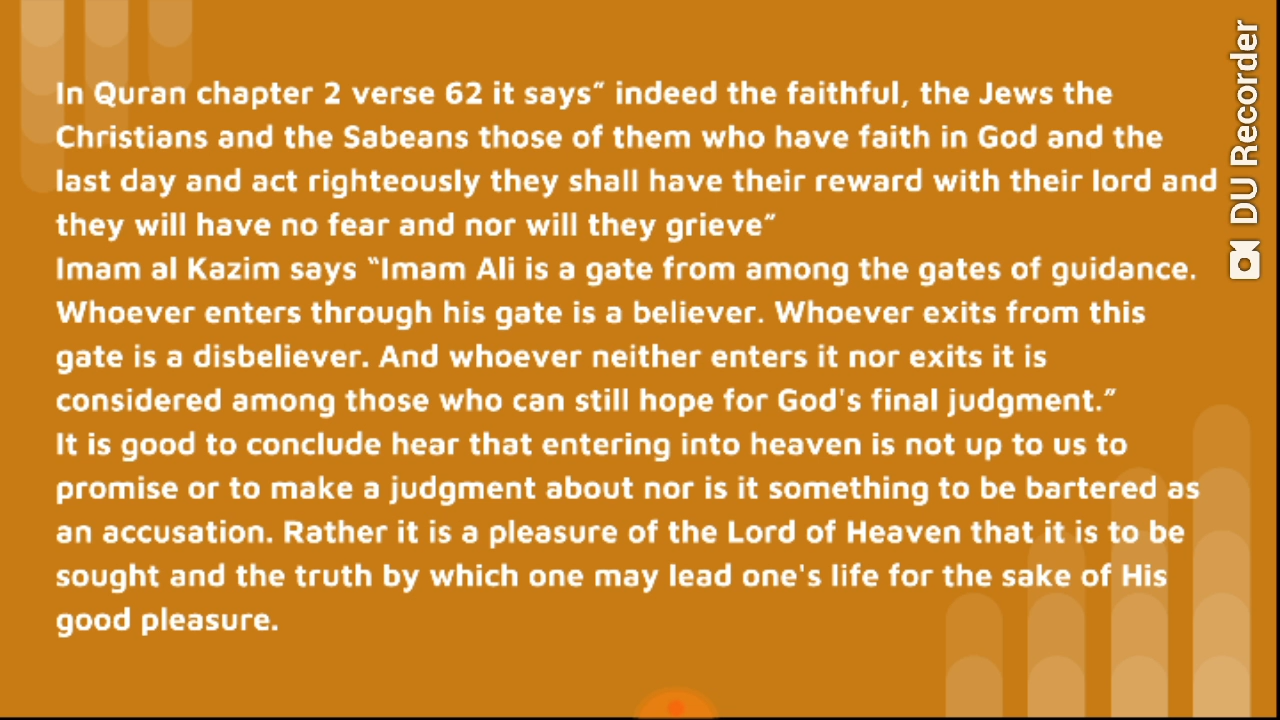 In Quran chapter 2 verse 62 it says” indeed the faithful, the Jews the
Christians and the Sabeans those of them who have faith in God and the
last day and act righteously they shall have their reward with their lord and
they will have no fear and nor will they grieve”
Imam al Kazim says “Imam Ali is a gate from among the gates of guidance.
Whoever enters through his gate is a believer. Whoever exits from this
gate is a disbeliever. And whoever neither enters it nor exits it is
considered among those who can still hope for God's final judgment.”
It is good to conclude hear that entering into heaven is not up to us to
promise or to make a judgment about nor is it something to be bartered as
an accusation. Rather it is a pleasure of the Lord of Heaven that it is to be
sought and the truth by which one may lead one's life for the sake of His
good pleasure.
DU Recorder